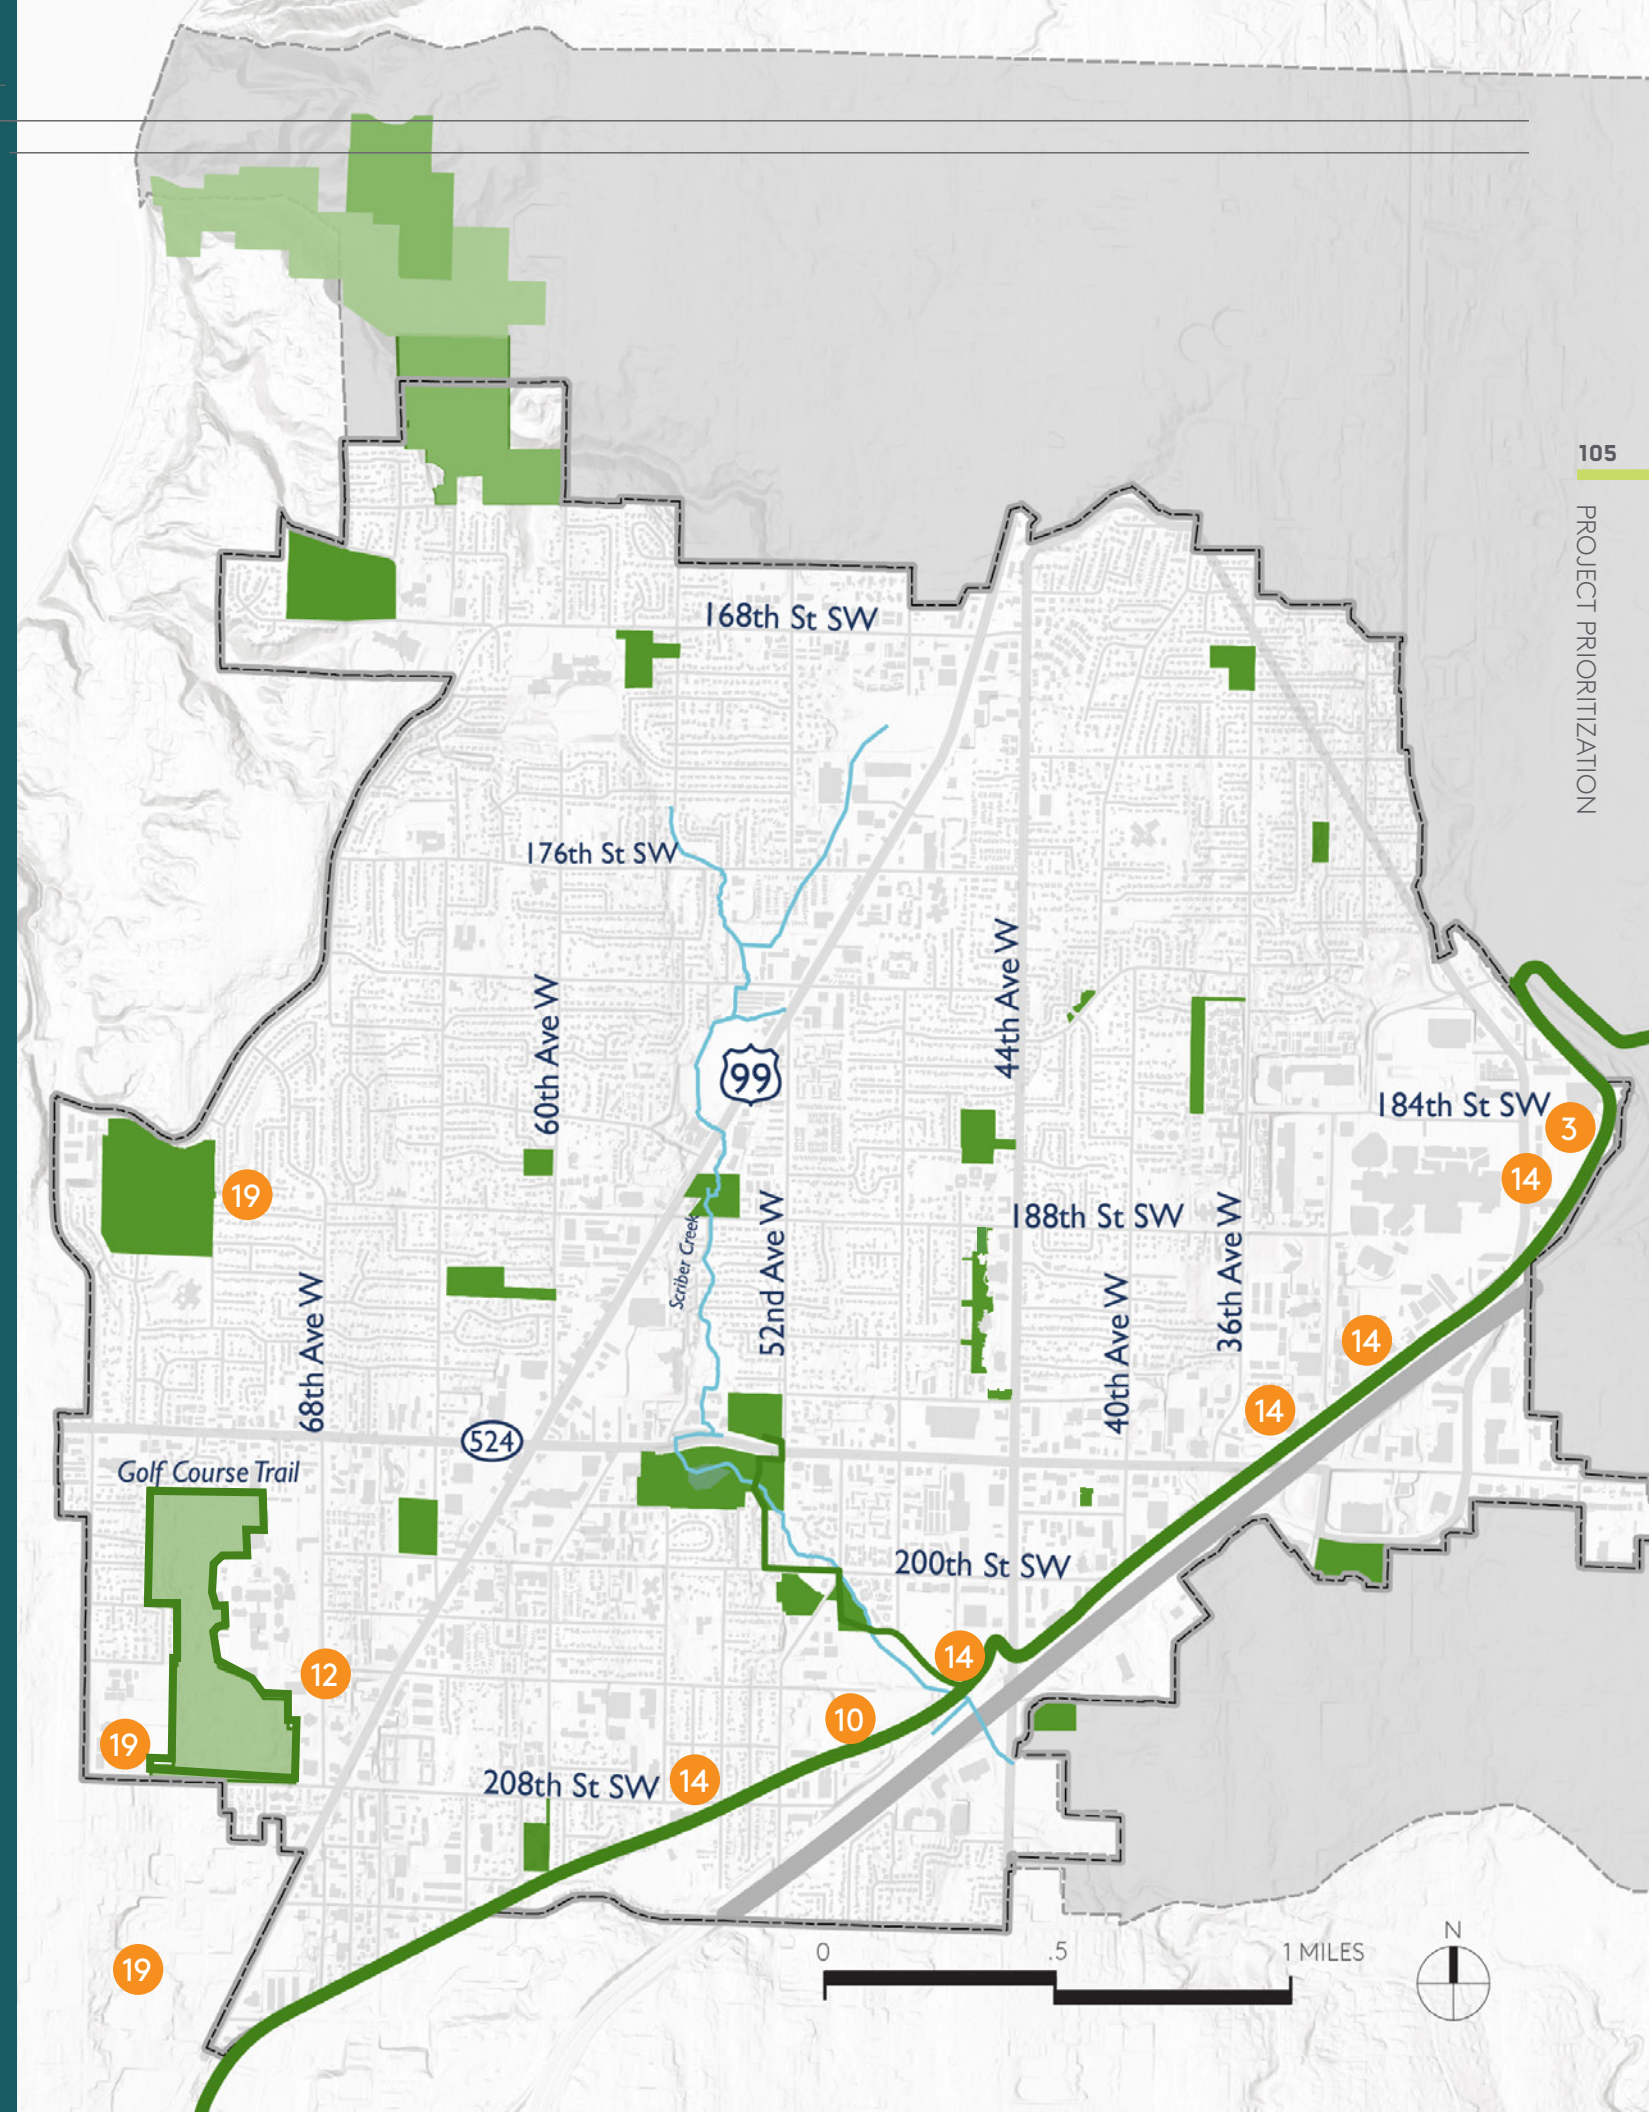 105
PROJECT PRIORITIZATION
168th St SW
176th St SW
60th Ave W
44th Ave W
99
184th St SW
3
14
19
188th St SW
Scriber Creek
52nd Ave W
36th Ave W
68th Ave W
40th Ave W
14
14
524
Golf Course Trail
200th St SW
12
14
10
19
208th St SW
14
19
0
.5
1 MILES
N